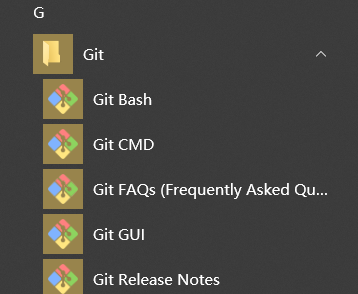 G
Git
Git Bash
Git CMD
Git FAQs (Frequently Asked Qu...
Git GUI
Git Release Notes